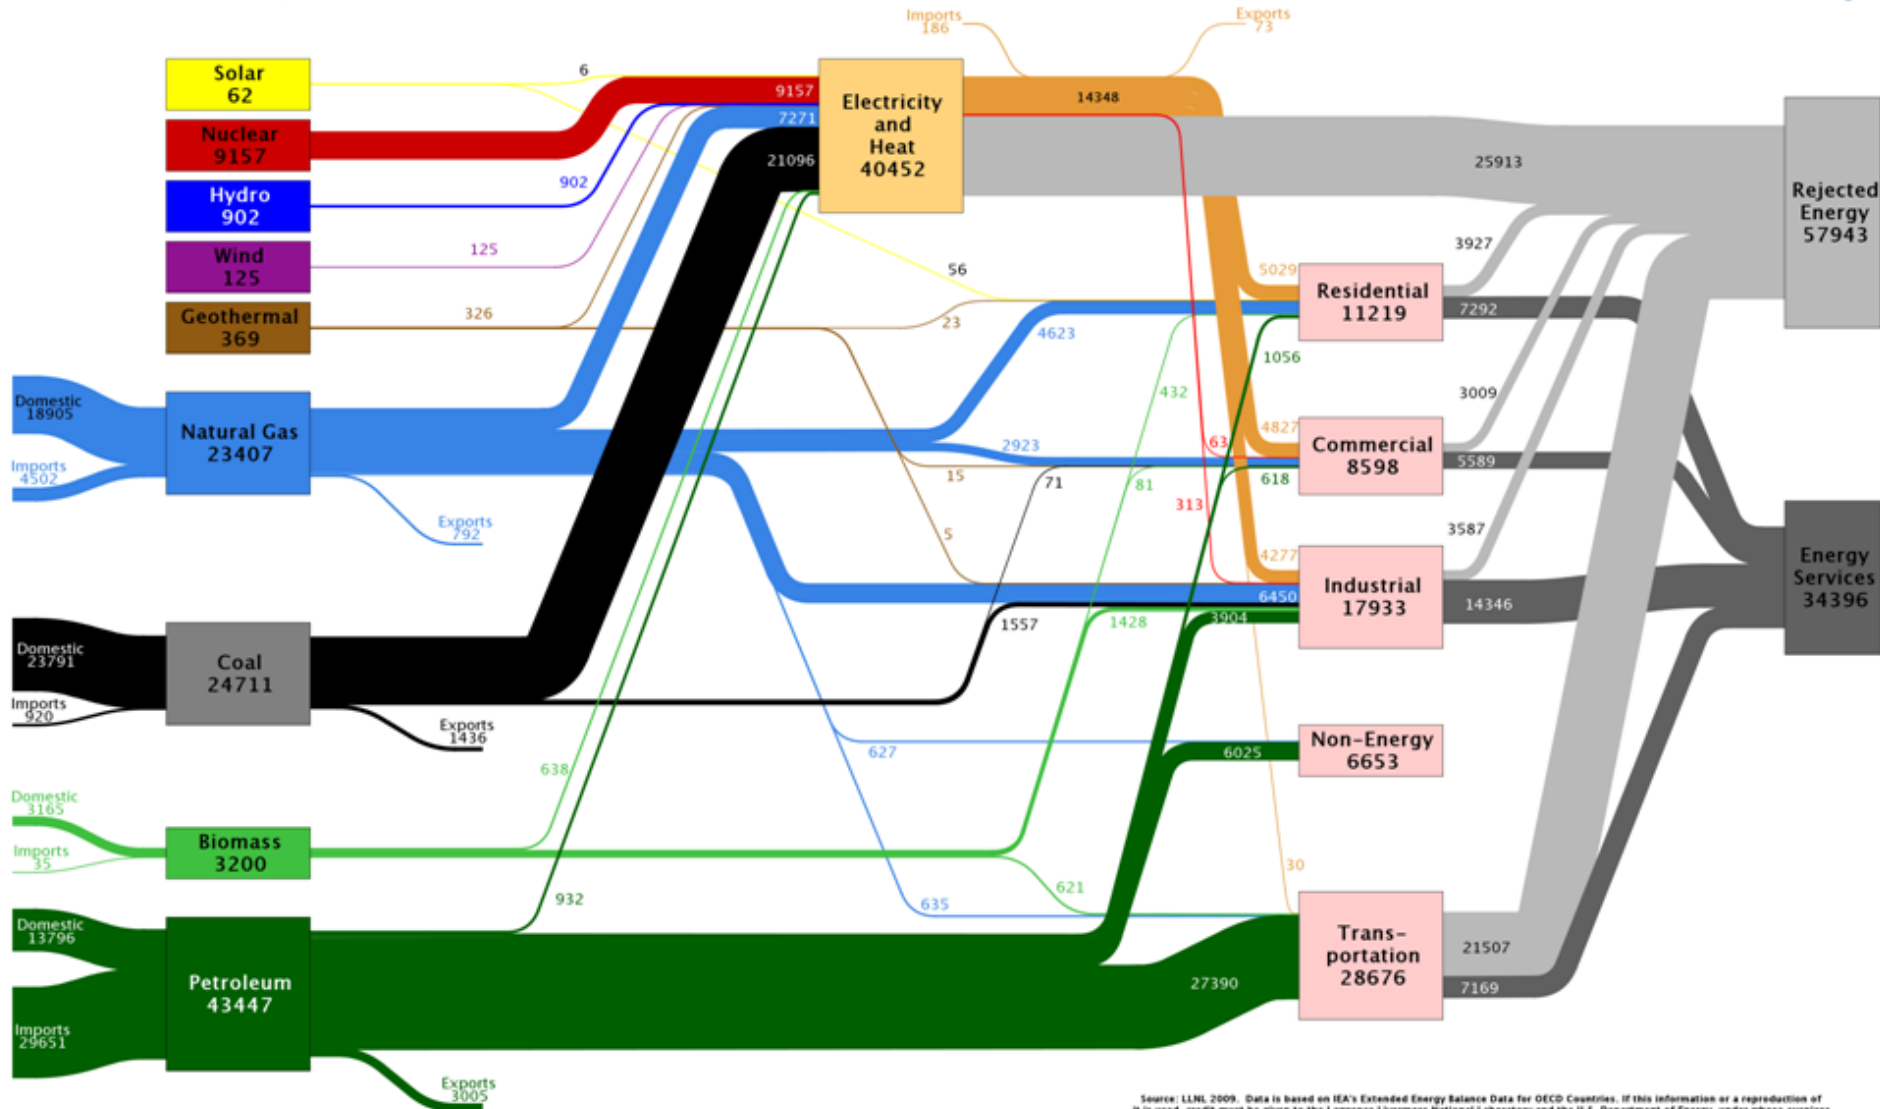 Imports
186
Exports
73
Solar
62
6
Nuclear
9157
9157
7271
21096
Electricity
and
Heat
40452
14348
25913
Rejected
Energy
57943
Hydro
902
902
Wind
125
125
Geothermal
369
326
56
23
3927
5029
Residential
11219
7292
4623
1056
432
Domestic
18905
Imports
4502
Natural Gas
23407
Exports
792
2923
15
71
81
5
3009
4827
63
618
313
Commercial
8598
5589
3587
4277
6450
3904
Industrial
17933
14346
Energy
Services
34396
1557
1428
Domestic
23791
Imports
920
Coal
24711
Exports
1436
627
6025
Non-Energy
6653
638
Domestic
3165
Imports
35
Biomass
3200
932
621
635
30
Domestic
13796
Imports
29651
Petroleum
43447
Exports
3005
27390
Trans-
portation
28676
21507
7169
Source: LLNL 2009. Data is based on IEA's Extended Energy Balance Data for OECD Countries. If this information or a reproduction of